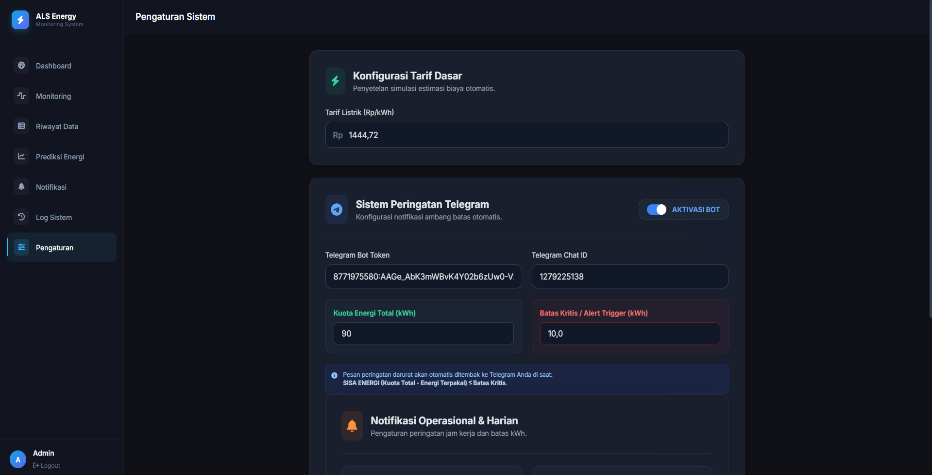 ALS Energy
Monitoring System
Pengaturan Sistem
Dashboard
Monitoring
Riwayat Data
Prediksi Energi
Notifikasi
Log Sistem
Pengaturan
Konfigurasi Tarif Dasar
Penyetelan simulasi estimasi biaya otomatis.
Tarif Listrik (Rp/kWh)
Rp 1444,72
Sistem Peringatan Telegram
Konfigurasi notifikasi ambang batas otomatis.
AKTIVASI BOT
Telegram Bot Token
8771975580:AAGe_AbK3mWBvK4Y02b6zUw0-V
Telegram Chat ID
1279225138
Kuota Energi Total (kWh)
90
Batas Kritis / Alert Trigger (kWh)
10,0
Pesan peringatan darurat akan otomatis ditembak ke Telegram Anda di saat:
SISA ENERGI (Kuota Total - Energi Terpakai) ≤ Batas Kritis.
Notifikasi Operasional & Harian
Pengaturan peringatan jam kerja dan batas kWh.
A
Admin
Logout